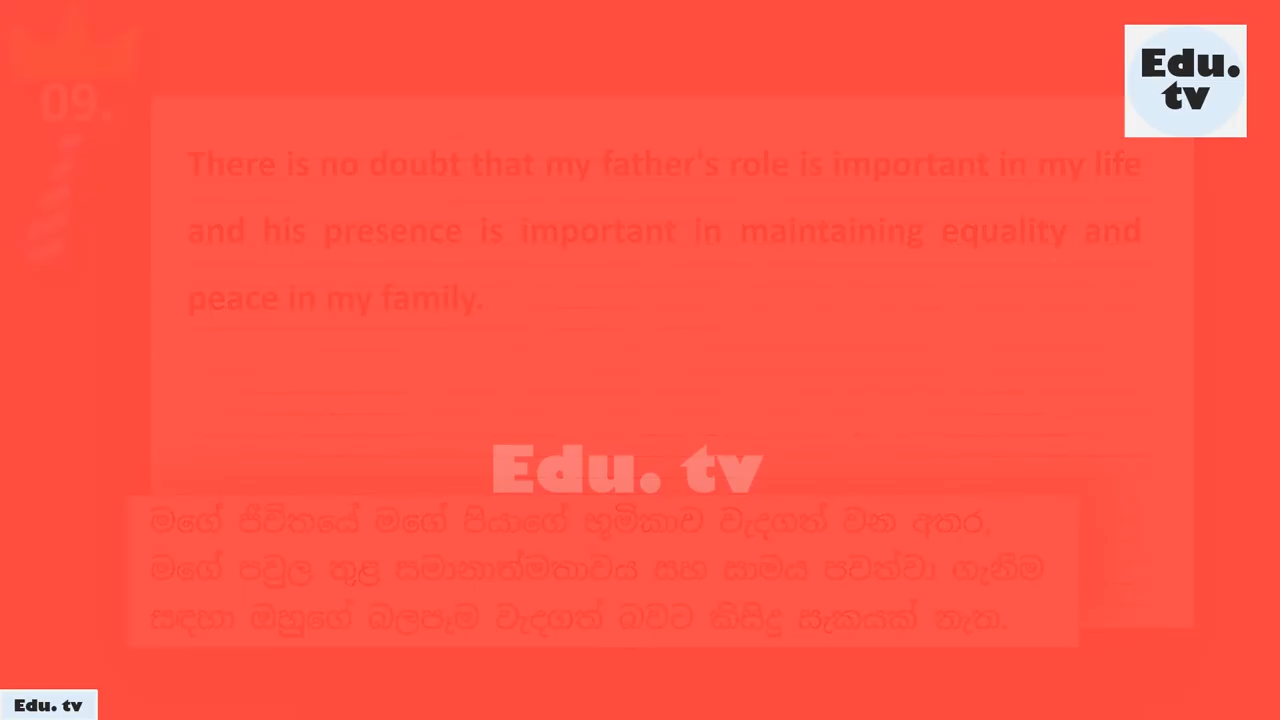 Edu.
tv
09.
There is no doubt that my father's role is important in my life
and his presence is important in maintaining equality and
peace in my family.
Edu. tv
මගේ ජීවිතයේ මගේ පියාගේ භූමිකාව වැදගත් වන අතර,
මගේ පවුල තුළ සමානාත්මතාවය සහ සාමය පවත්වා ගැනීම
සඳහා ඔහුගේ බලපෑම වැදගත් බවට කිසිදු සැකයක් නැත.
Edu. tv